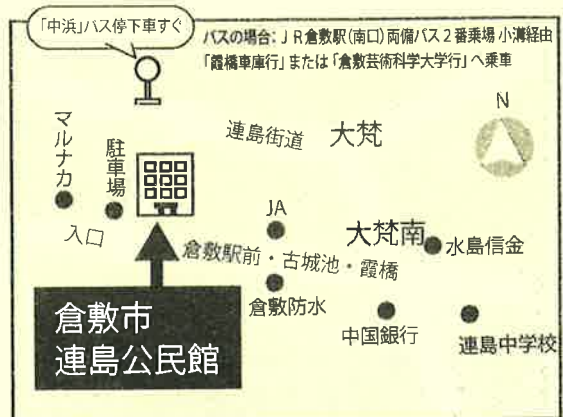 「中浜」バス停下車すぐ
バスの場合：ＪＲ倉敷駅(南口)両備バス２番乗場 小溝経由
「霞橋車庫行」または「倉敷芸術科学大学行」へ乗車
N
マルナカ
駐車場
連島街道
大梵
入口
JA
倉敷駅前・古城池・霞橋
大梵南
水島信金
倉敷防水
中国銀行
連島中学校
倉敷市
連島公民館